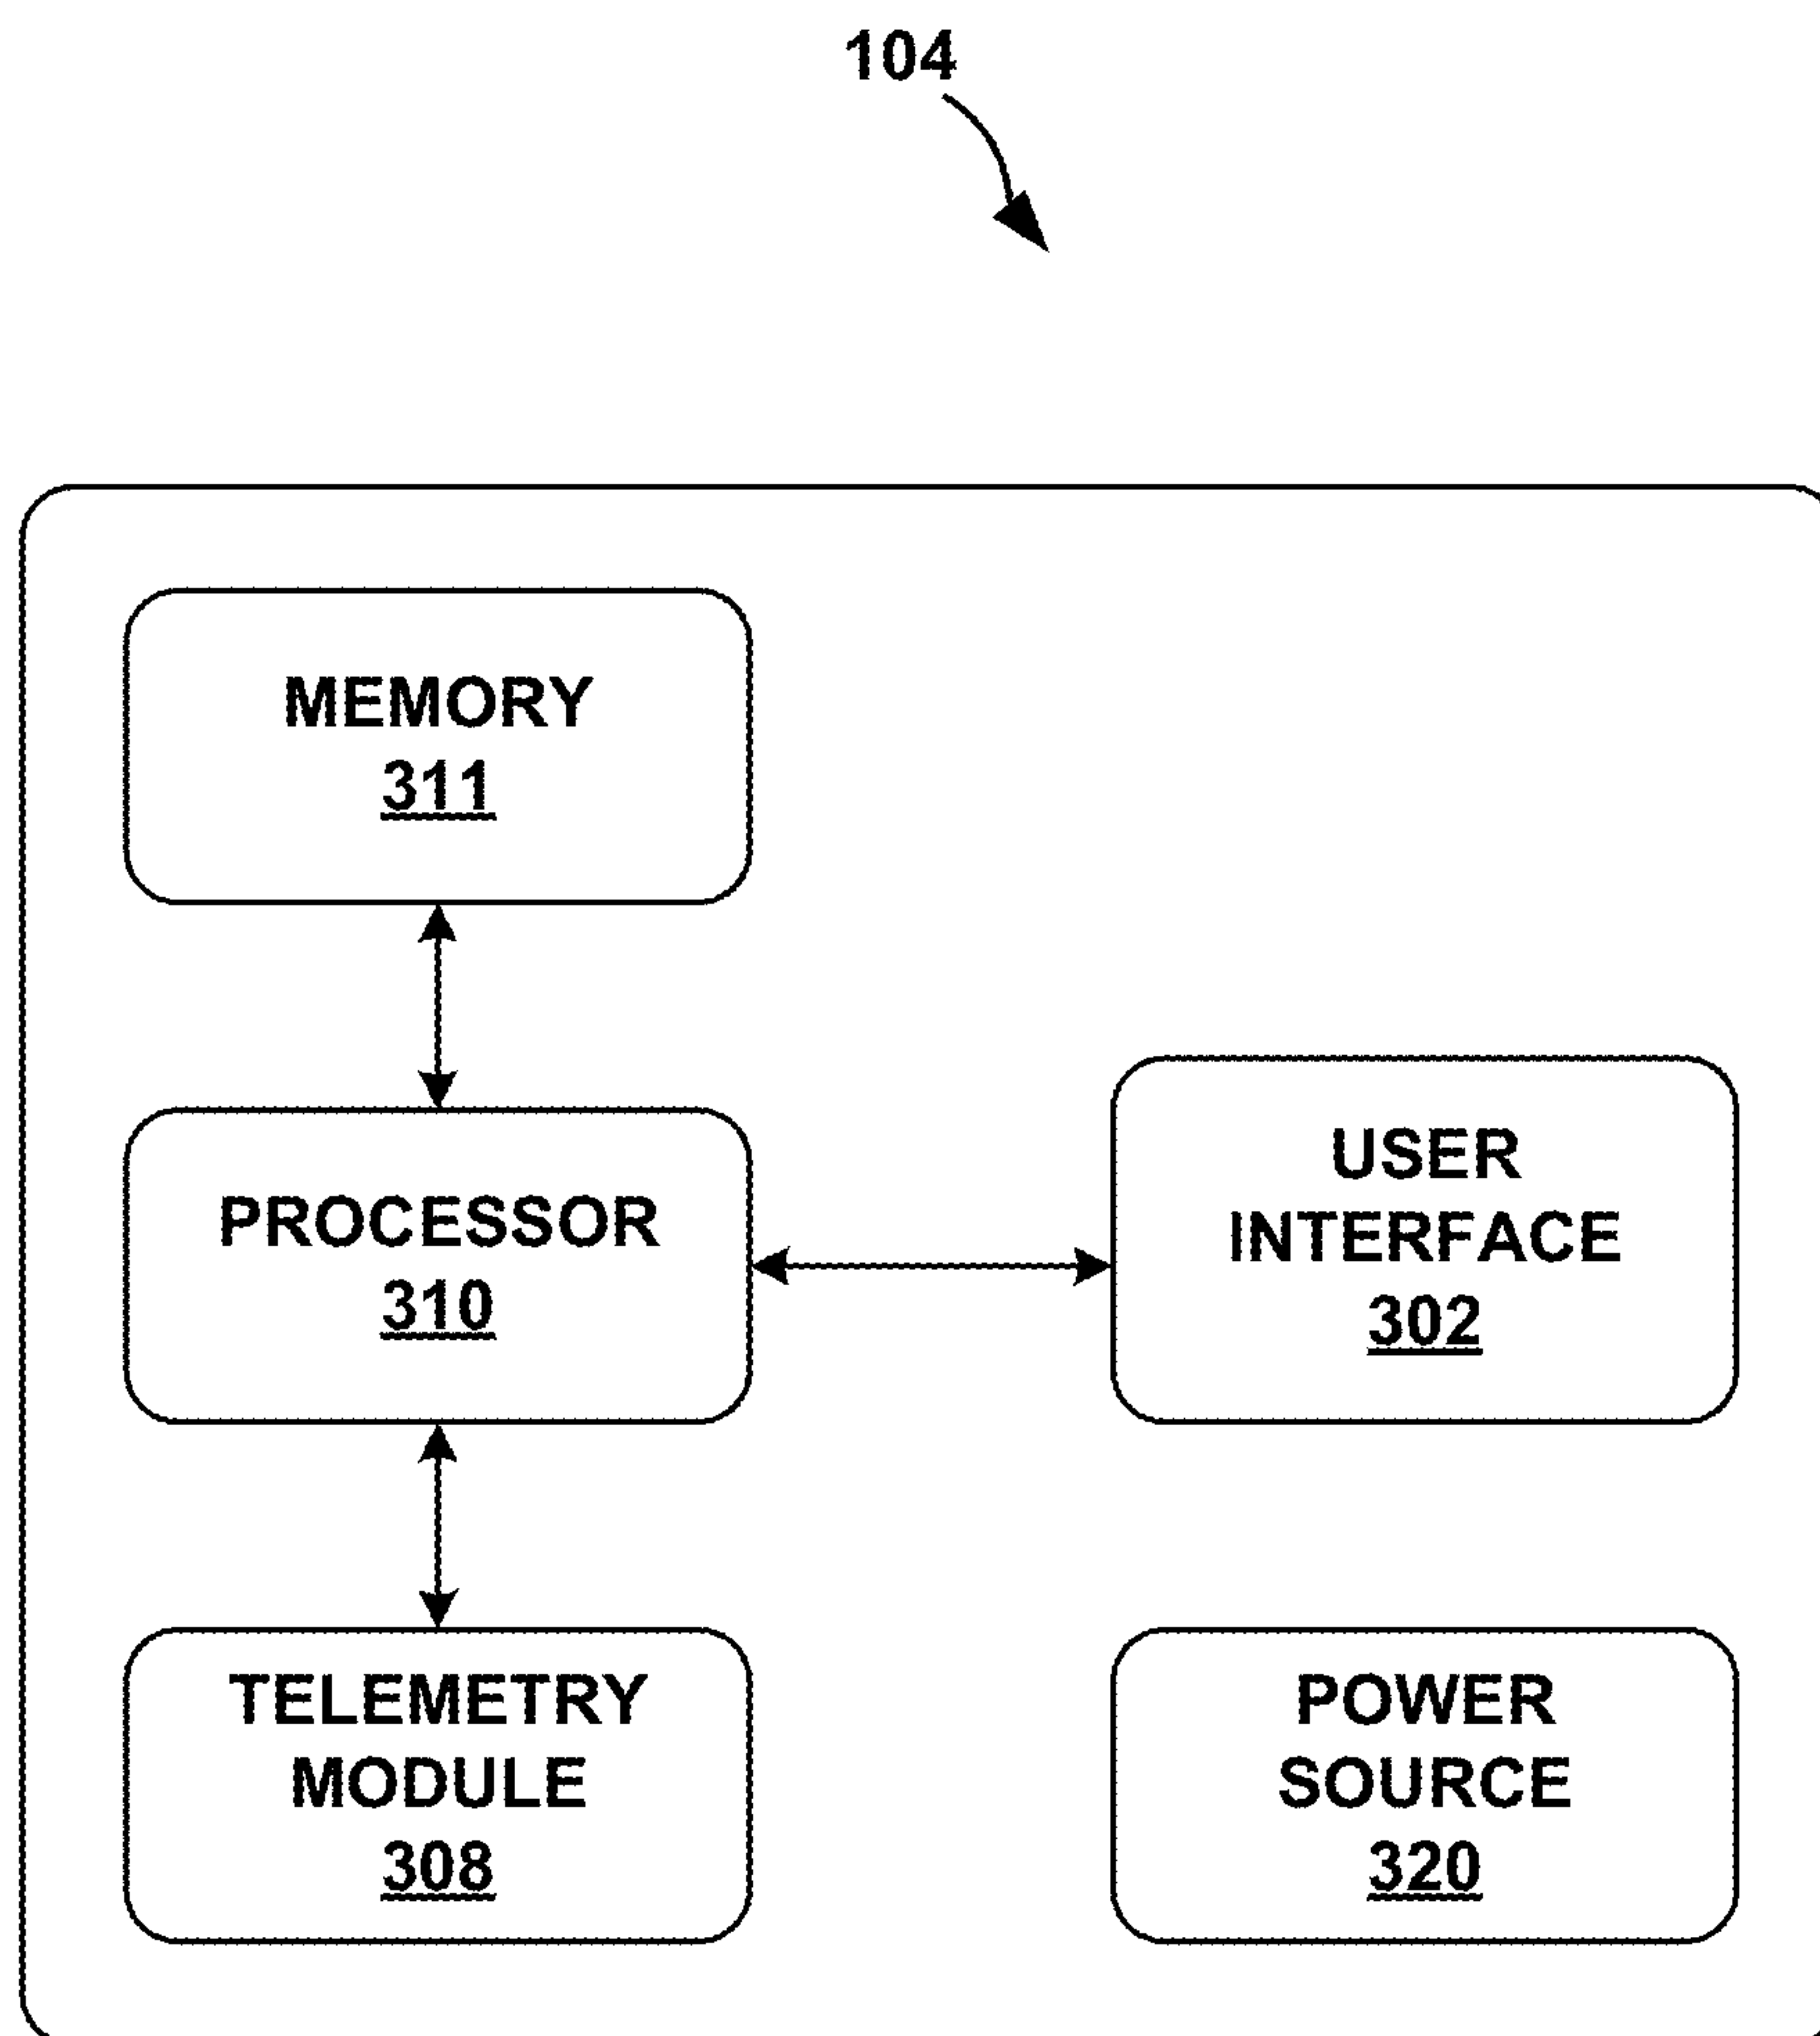 104
MEMORY
311
PROCESSOR
310
USER
INTERFACE
302
TELEMETRY
MODULE
308
POWER
SOURCE
320